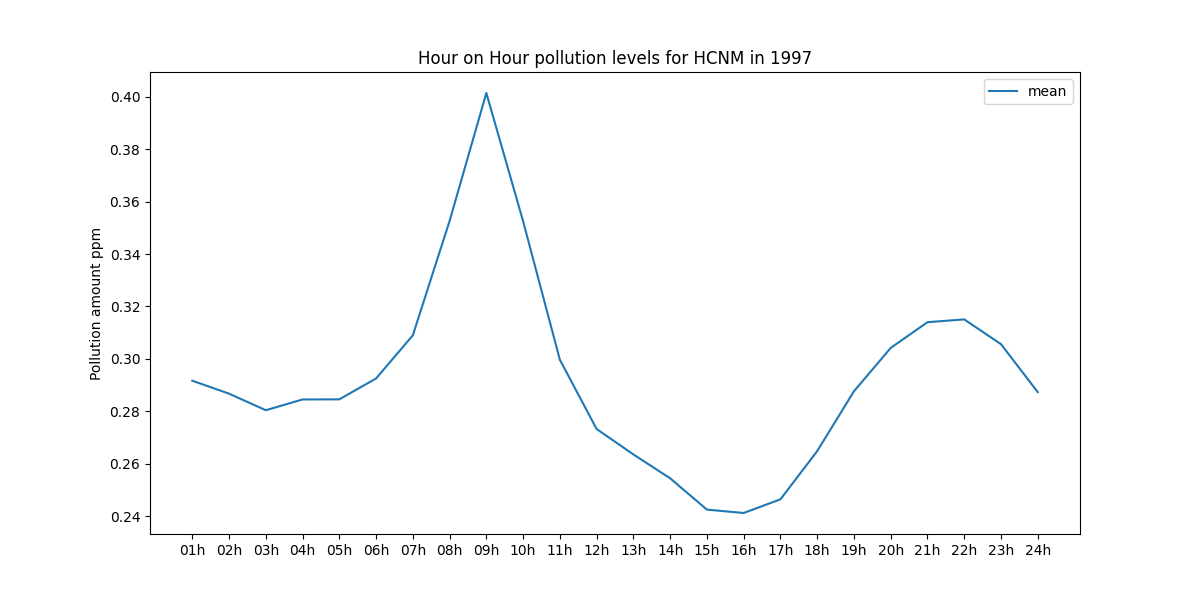 Hour on Hour pollution levels for HCNM in 1997
mean
Pollution amount ppm
0.40
0.38
0.36
0.34
0.32
0.30
0.28
0.26
0.24
01h 02h 03h 04h 05h 06h 07h 08h 09h 10h 11h 12h 13h 14h 15h 16h 17h 18h 19h 20h 21h 22h 23h 24h